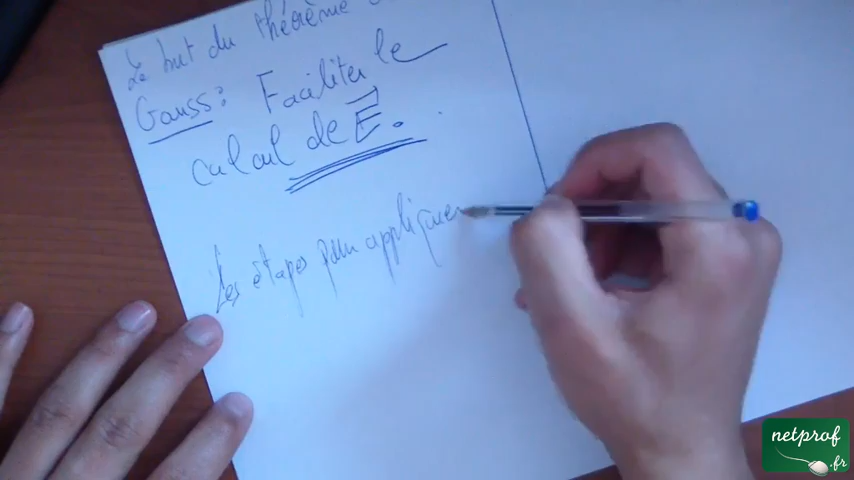 Le but du théorème de
Gauss: Faciliter le
calcul de E.
Les étapes pour appliquer
netprof
.fr